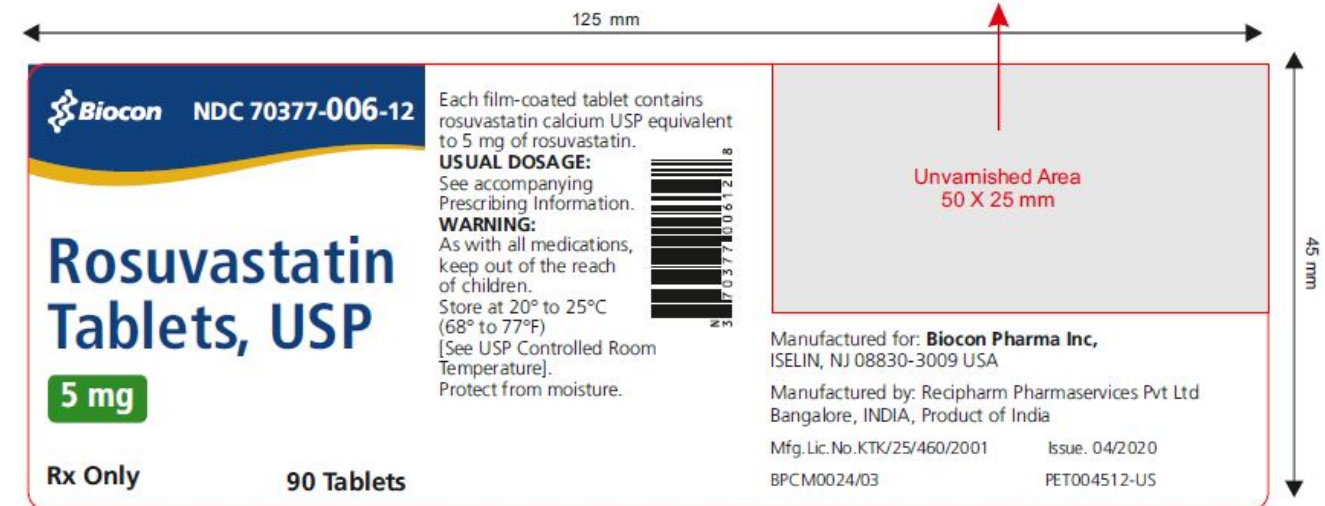 125 mm
Biocon NDC 70377-006-12
Rosuvastatin
Tablets, USP
5 mg
Rx Only 90 Tablets
Each film-coated tablet contains
rosuvastatin calcium USP equivalent
to 5 mg of rosuvastatin.
USUAL DOSAGE:
See accompanying
Prescribing Information.
WARNING:
As with all medications,
keep out of the reach
of children.
Store at 20° to 25°C
(68° to 77°F)
[See USP Controlled Room
Temperature].
Protect from moisture.
N
3 70377 00612 8
Unvarnished Area
50 X 25 mm
Manufactured for: Biocon Pharma Inc,
ISELIN, NJ 08830-3009 USA
Manufactured by: Recipharm Pharmaservices Pvt Ltd
Bangalore, INDIA, Product of India
Mfg.Lic.No.KTK/25/460/2001 Issue. 04/2020
BPCM0024/03 PET004512-US
45 mm